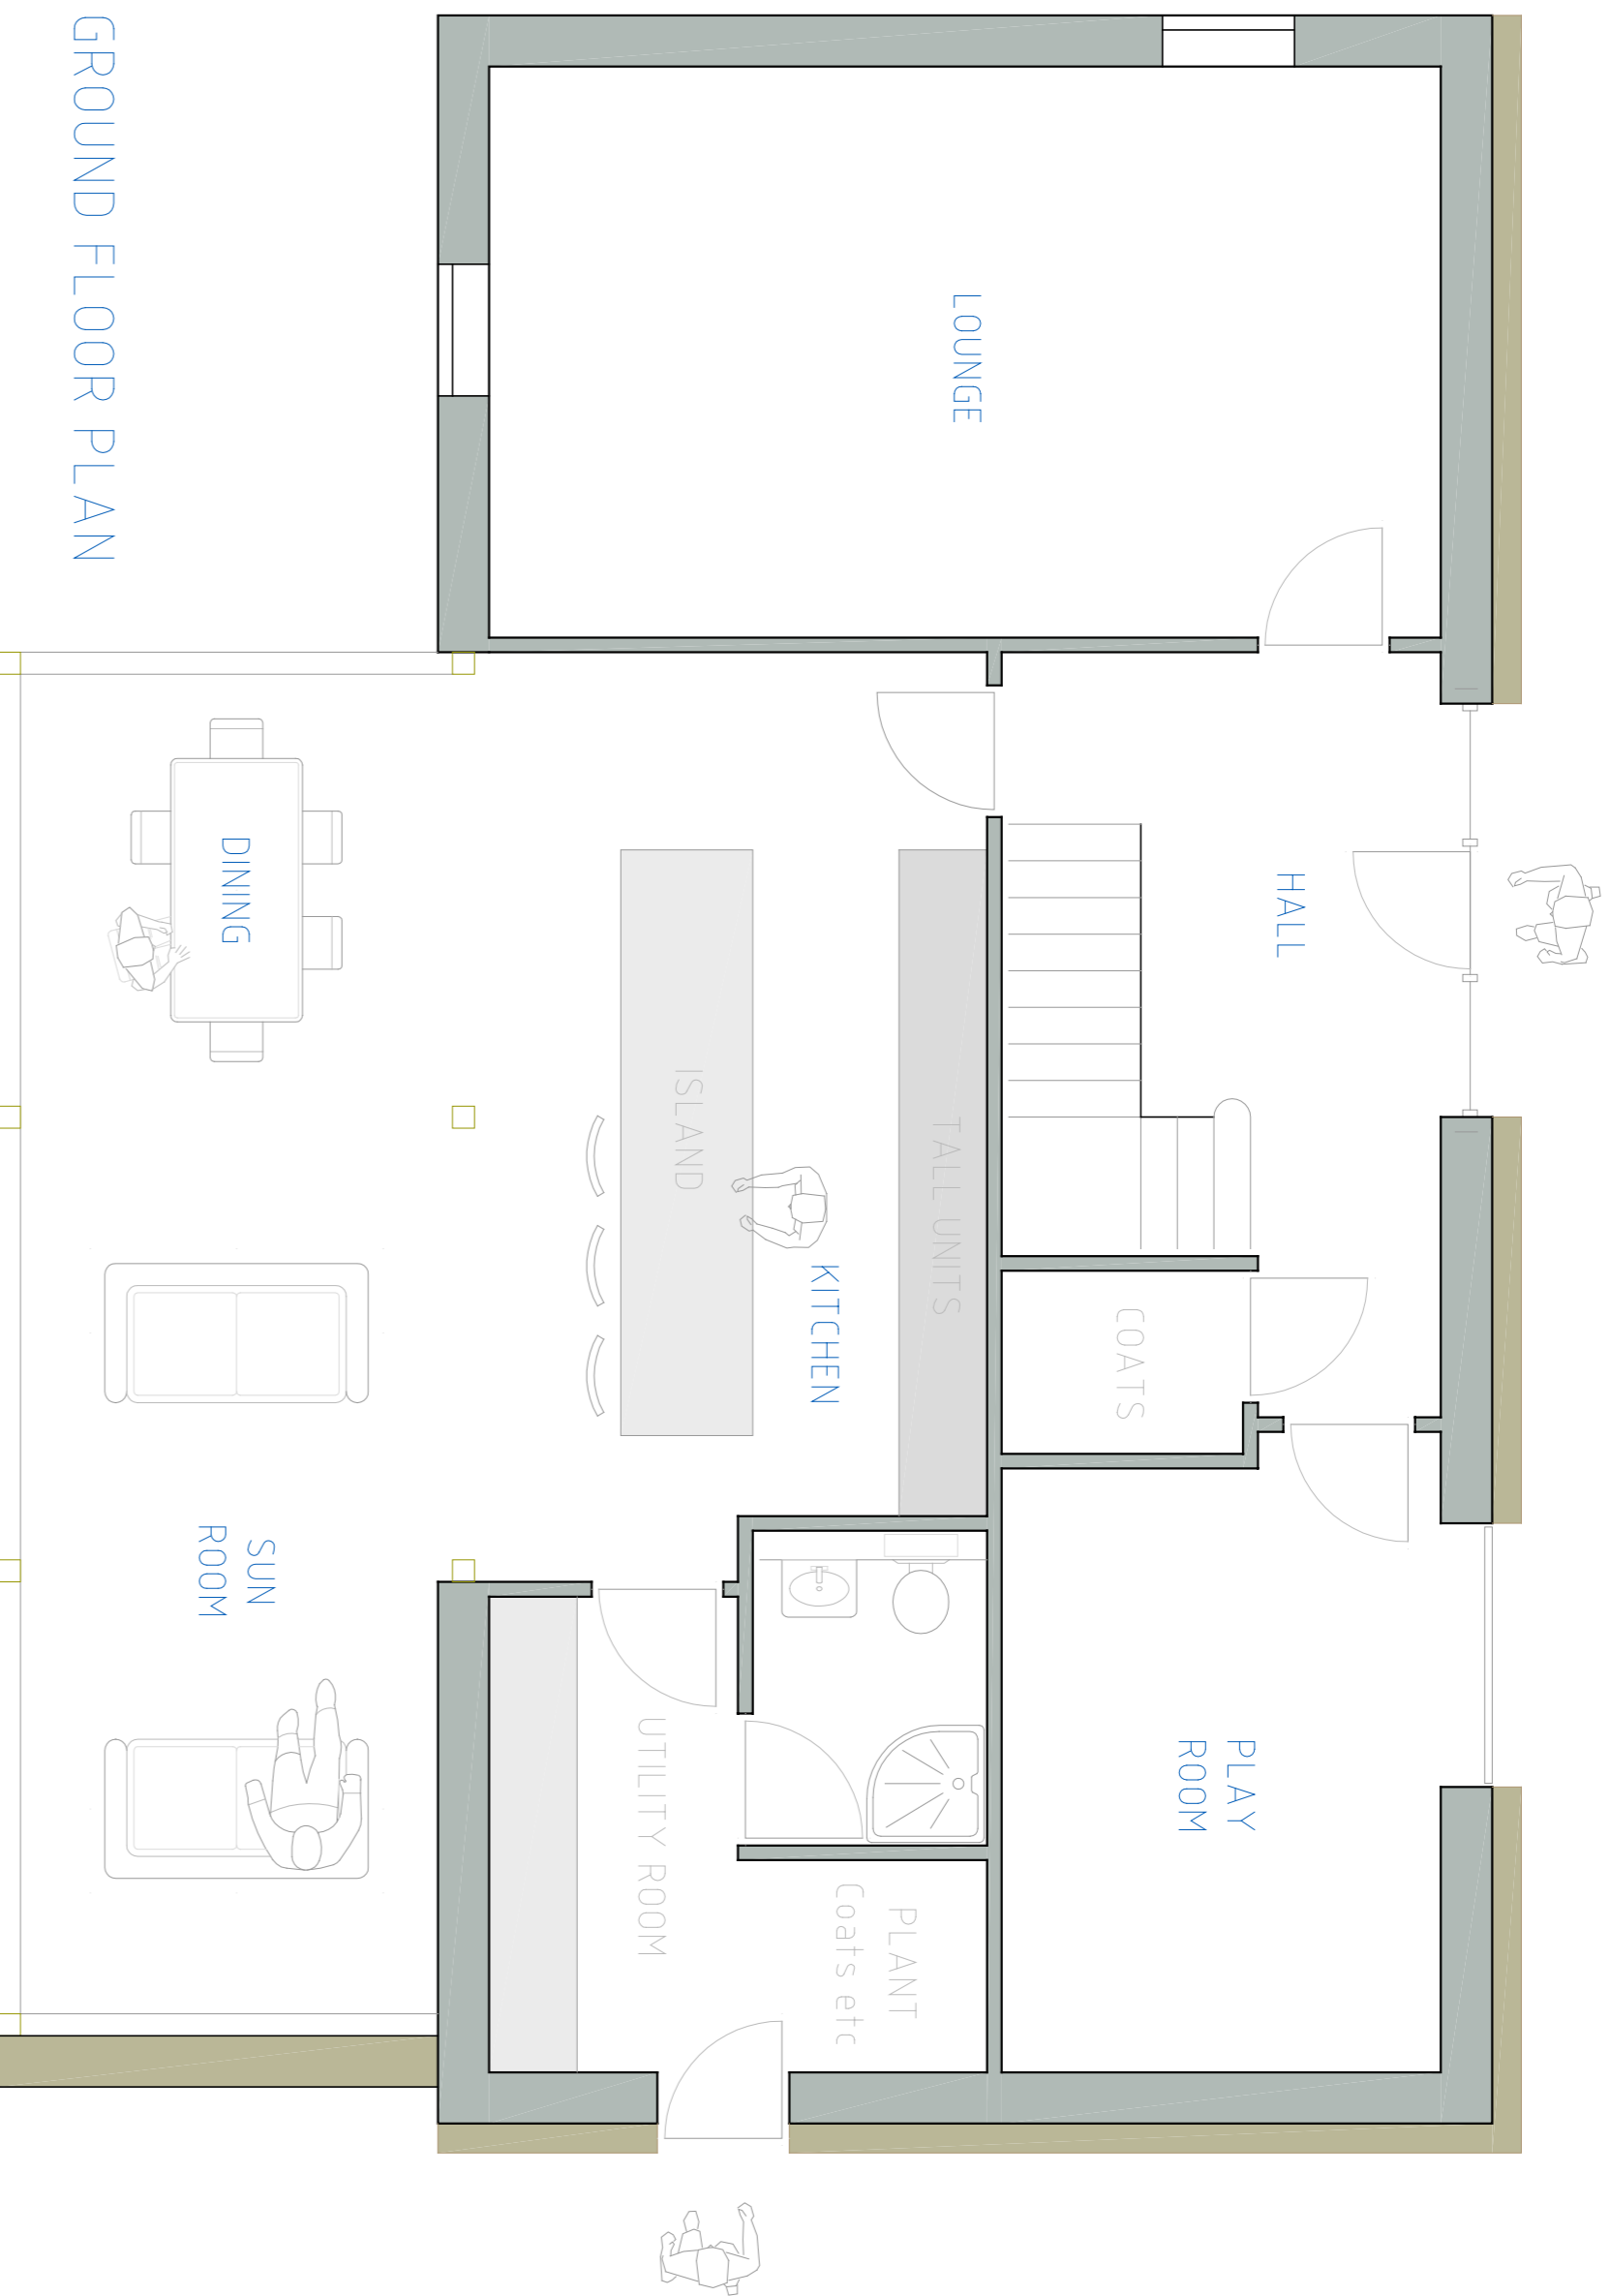 GROUND FLOOR PLAN
LOUNGE
HALL
DINING
ISLAND
TALL UNITS
KITCHEN
COATS
SUN
ROOM
PLAY
ROOM
UTILITY ROOM
PLANT
Coats etc